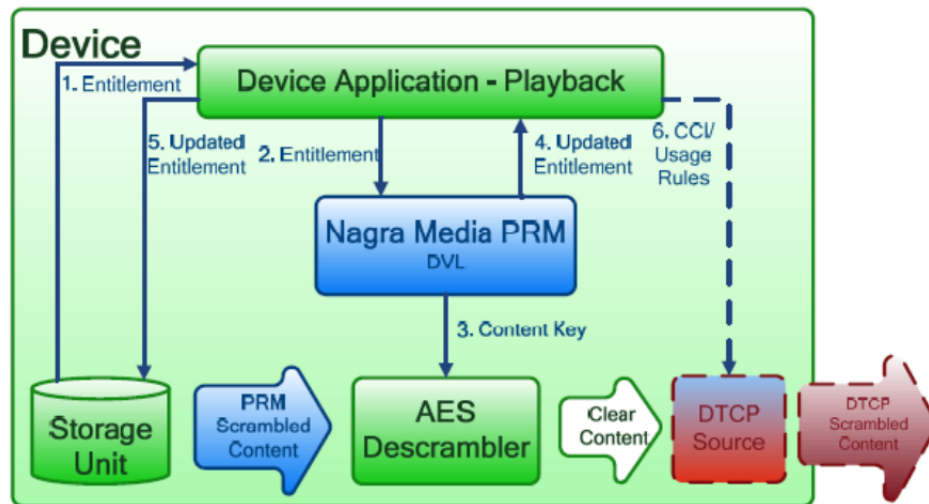 Device
Device Application - Playback
1. Entitlement
5. Updated
Entitlement
2. Entitlement
4. Updated
Entitlement
6. CCI/
Usage
Rules
Nagra Media PRM
DVL
3. Content Key
Storage
Unit
PRM
Scrambled
Content
AES
Descrambler
Clear
Content
DTCP
Source
DTCP
Scrambled
Content